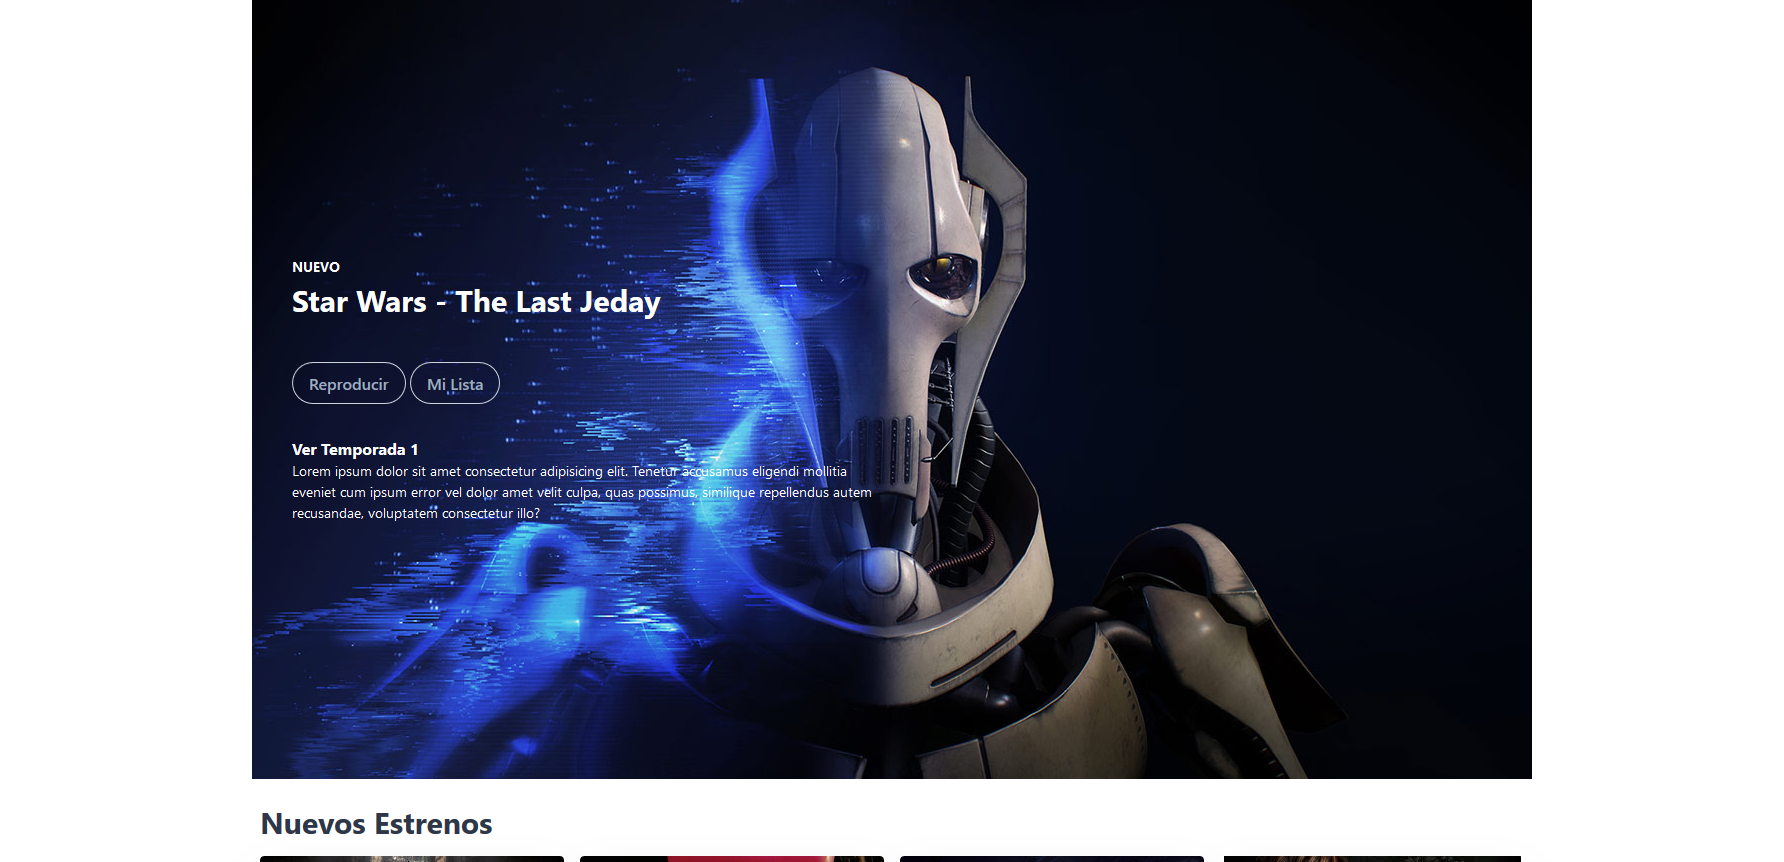 NUEVO
Star Wars - The Last Jeday
Reproducir
Mi Lista
Ver Temporada 1
Lorem ipsum dolor sit amet consectetur adipisicing elit. Tenetur accusamus eligendi mollitia
eveniet cum ipsum error vel dolor amet velit culpa, quas possimus, similique repellendus autem
recusandae, voluptatem consectetur illo?
Nuevos Estrenos